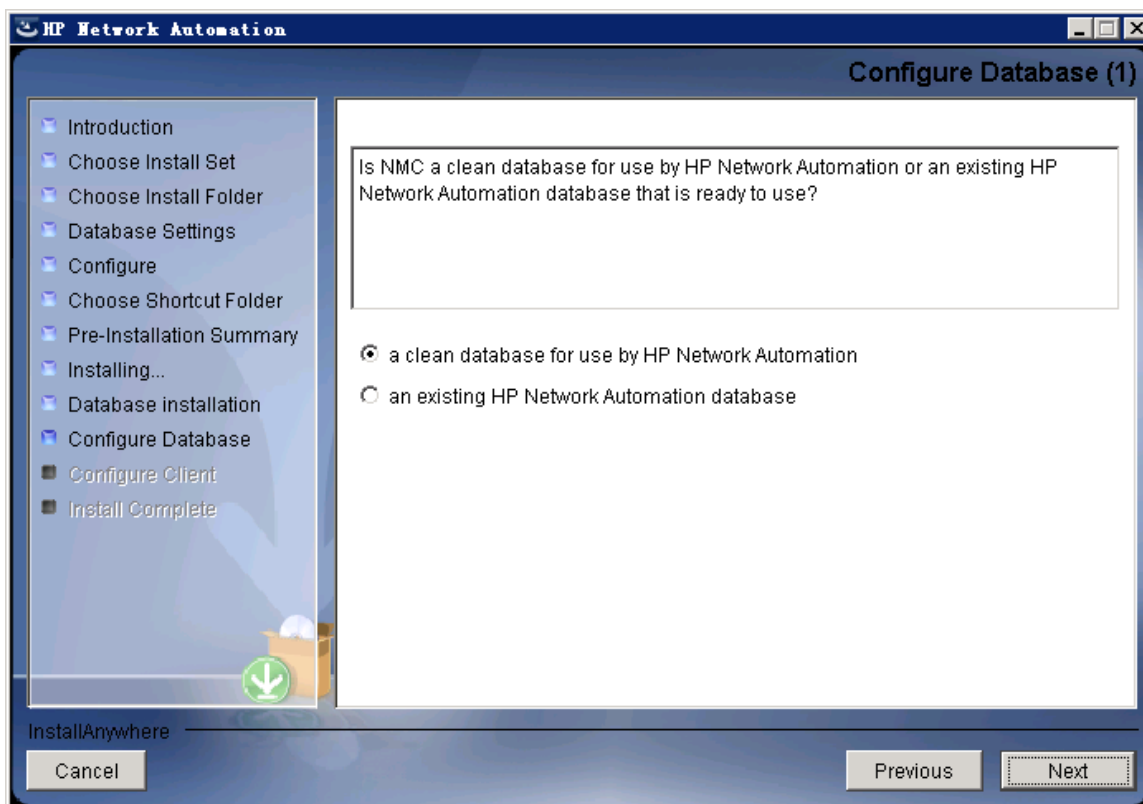 HP Network Automation
Configure Database (1)
Introduction
Choose Install Set
Choose Install Folder
Database Settings
Configure
Choose Shortcut Folder
Pre-Installation Summary
Installing...
Database installation
Configure Database
Configure Client
Install Complete
Is NMC a clean database for use by HP Network Automation or an existing HP
Network Automation database that is ready to use?
a clean database for use by HP Network Automation
an existing HP Network Automation database
InstallAnywhere
Cancel
Previous
Next